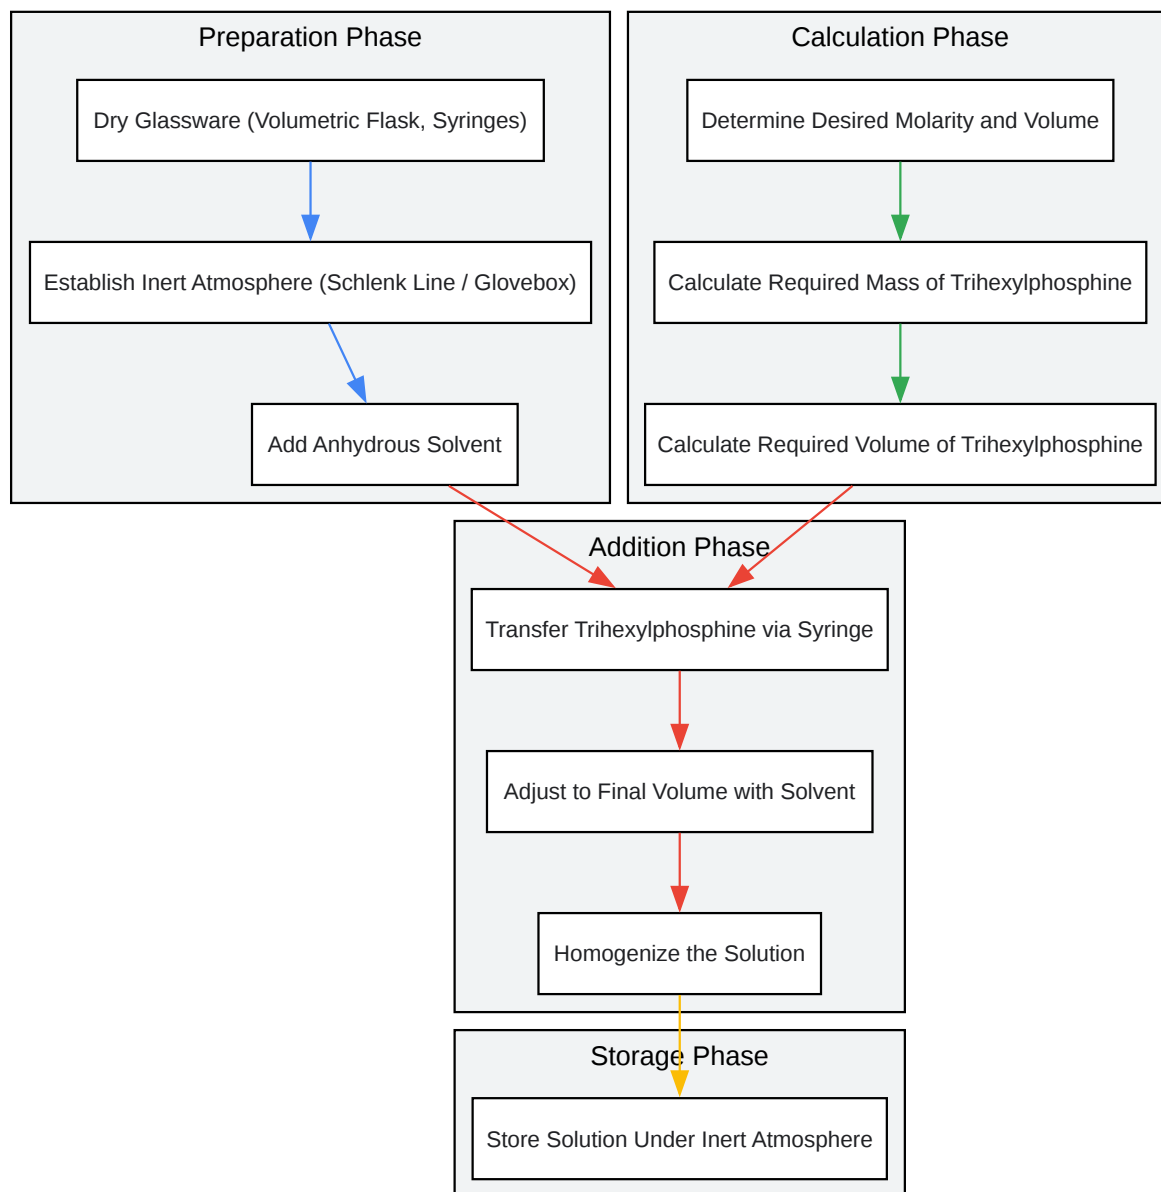 Preparation Phase
Dry Glassware (Volumetric Flask, Syringes)
Establish Inert Atmosphere (Schlenk Line / Glovebox)
Add Anhydrous Solvent
Calculation Phase
Determine Desired Molarity and Volume
Calculate Required Mass of Trihexylphosphine
Calculate Required Volume of Trihexylphosphine
Addition Phase
Transfer Trihexylphosphine via Syringe
Adjust to Final Volume with Solvent
Homogenize the Solution
Storage Phase
Store Solution Under Inert Atmosphere